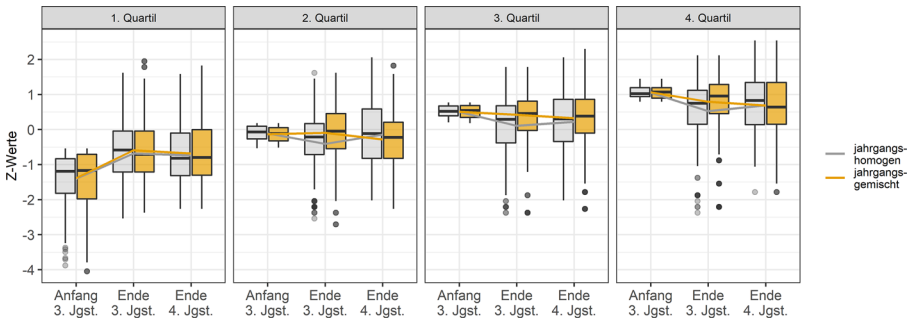 1. Quartil
2. Quartil
3. Quartil
4. Quartil
Z-Werte
2
1
0
-1
-2
-3
-4
Anfang
3. Jgst.
Ende
3. Jgst.
Ende
4. Jgst.
Anfang
3. Jgst.
Ende
3. Jgst.
Ende
4. Jgst.
Anfang
3. Jgst.
Ende
3. Jgst.
Ende
4. Jgst.
Anfang
3. Jgst.
Ende
3. Jgst.
Ende
4. Jgst.
jahrgangs-
homogen
jahrgangs-
gemischt